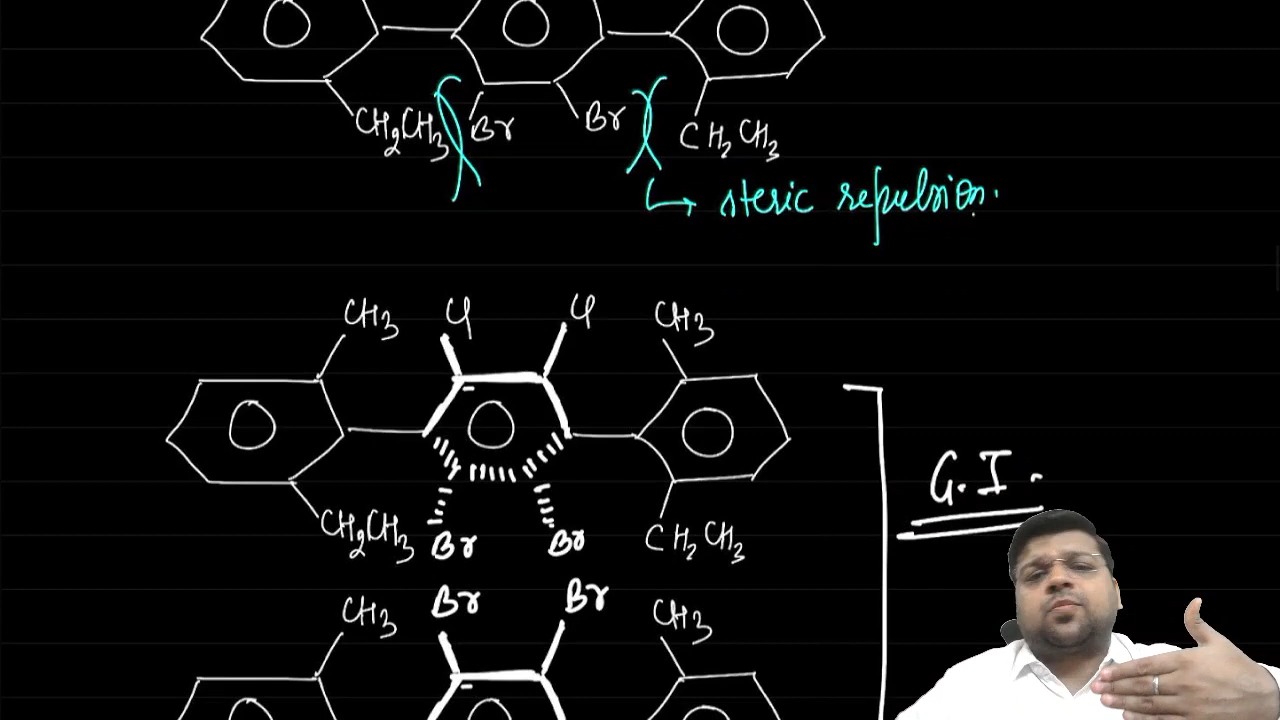 CH2CH3 Br Br CH2CH3
steric repulsion.
CH3 Cl Cl CH3
G.I.
CH2CH3 Br Br CH2CH3
CH3 Br Br CH3